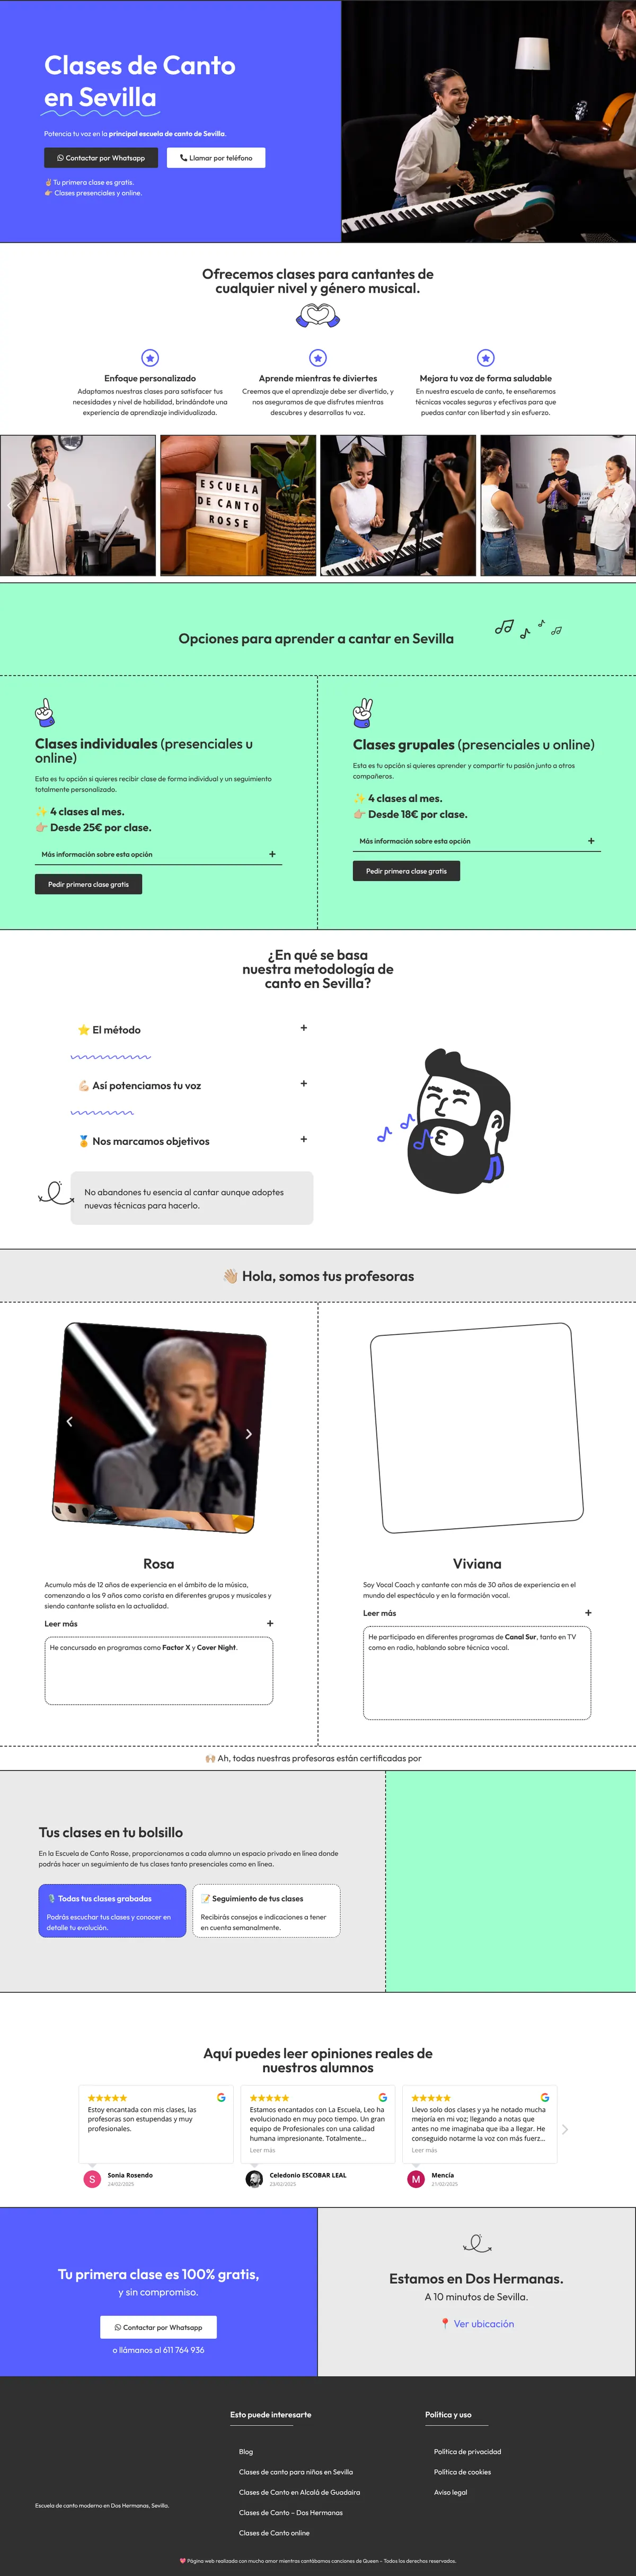 Clases de Canto
en Sevilla
Potencia tu voz en la principal escuela de canto de Sevilla.
Contactar por Whatsapp
Llamar por teléfono
✌🏼 Tu primera clase es gratis.
👉🏼 Clases presenciales y online.
Ofrecemos clases para cantantes de
cualquier nivel y género musical.
Enfoque personalizado
Adaptamos nuestras clases para satisfacer tus
necesidades y nivel de habilidad, brindándote una
experiencia de aprendizaje individualizada.
Aprende mientras te diviertes
Creemos que el aprendizaje debe ser divertido, y
nos aseguramos de que disfrutes mientras
descubres y desarrollas tu voz.
Mejora tu voz de forma saludable
En nuestra escuela de canto, te enseñaremos
técnicas vocales seguras y efectivas para que
puedas cantar con libertad y sin esfuerzo.
ESCUELA
DE CANTO
ROSSE
Opciones para aprender a cantar en Sevilla
Clases individuales (presenciales u
online)
Esta es tu opción si quieres recibir clase de forma individual y un seguimiento
totalmente personalizado.
✨ 4 clases al mes.
👉🏼 Desde 25€ por clase.
Más información sobre esta opción
Pedir primera clase gratis
Clases grupales (presenciales u online)
Esta es tu opción si quieres aprender y compartir tu pasión junto a otros
compañeros.
✨ 4 clases al mes.
👉🏼 Desde 18€ por clase.
Más información sobre esta opción
Pedir primera clase gratis
¿En qué se basa
nuestra metodología de
canto en Sevilla?
⭐ El método
💪🏻 Así potenciamos tu voz
🏅 Nos marcamos objetivos
No abandones tu esencia al cantar aunque adoptes
nuevas técnicas para hacerlo.
👋🏼 Hola, somos tus profesoras
Rosa
Acumulo más de 12 años de experiencia en el ámbito de la música,
comenzando a los 9 años como corista en diferentes grupos y musicales y
siendo cantante solista en la actualidad.
Leer más
He concursado en programas como Factor X y Cover Night.
Viviana
Soy Vocal Coach y cantante con más de 30 años de experiencia en el
mundo del espectáculo y en la formación vocal.
Leer más
He participado en diferentes programas de Canal Sur, tanto en TV
como en radio, hablando sobre técnica vocal.
🙌🏼 Ah, todas nuestras profesoras están certificadas por
Tus clases en tu bolsillo
En la Escuela de Canto Rosse, proporcionamos a cada alumno un espacio privado en línea donde
podrás hacer un seguimiento de tus clases tanto presenciales como en línea.
🎙️ Todas tus clases grabadas
Podrás escuchar tus clases y conocer en
detalle tu evolución.
📝 Seguimiento de tus clases
Recibirás consejos e indicaciones a tener
en cuenta semanalmente.
Aquí puedes leer opiniones reales de
nuestros alumnos
Estoy encantada con mis clases, las
profesoras son estupendas y muy
profesionales.
S
Sonia Rosendo
24/02/2025
Estamos encantados con La Escuela, Leo ha
evolucionado en muy poco tiempo. Un gran
equipo de Profesionales con una calidad
humana impresionante. Totalmente...
Leer más
Celedonio ESCOBAR LEAL
23/02/2025
Llevo solo dos clases y ya he notado mucha
mejoría en mi voz; llegando a notas que
antes no me imaginaba que iba a llegar. He
conseguido notarme la voz con más fuerz...
Leer más
M
Mencía
21/02/2025
Tu primera clase es 100% gratis,
y sin compromiso.
Contactar por Whatsapp
o llámanos al 611 764 936
Estamos en Dos Hermanas.
A 10 minutos de Sevilla.
📍 Ver ubicación
Escuela de canto moderno en Dos Hermanas, Sevilla.
Esto puede interesarte
Blog
Clases de canto para niños en Sevilla
Clases de Canto en Alcalá de Guadaíra
Clases de Canto – Dos Hermanas
Clases de Canto online
Política y uso
Política de privacidad
Política de cookies
Aviso legal
💖 Página web realizada con mucho amor mientras cantábamos canciones de Queen – Todos los derechos reservados.